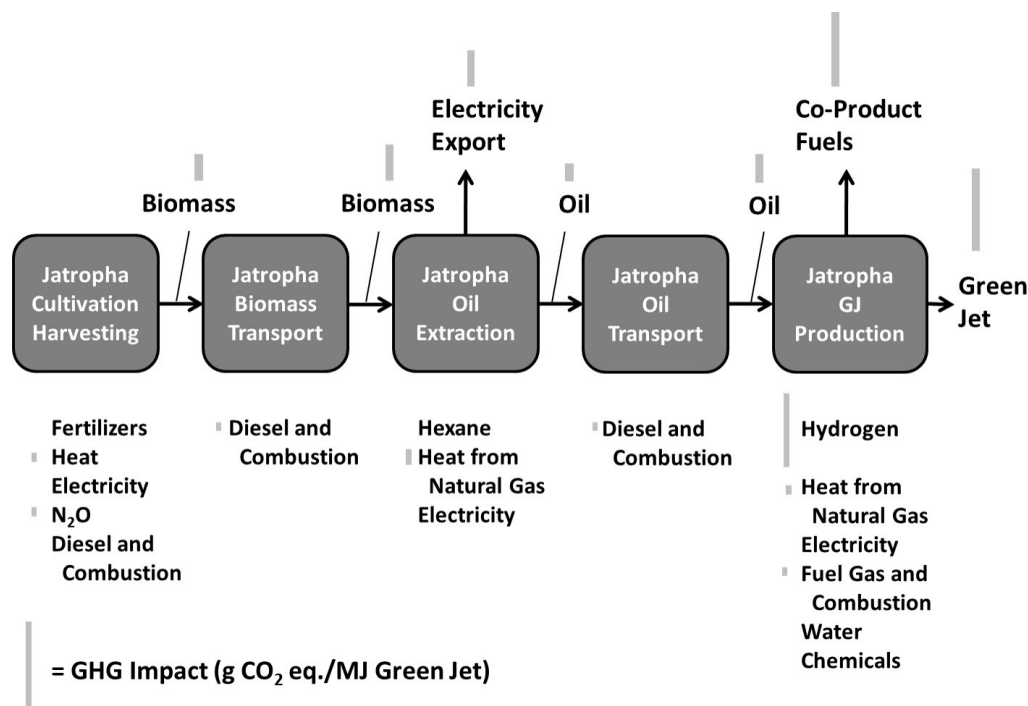 Electricity
Export
Co-Product
Fuels
Biomass
Biomass
Oil
Oil
Jatropha
Cultivation
Harvesting
Jatropha
Biomass
Transport
Jatropha
Oil
Extraction
Jatropha
Oil
Transport
Jatropha
GJ
Production
Green
Jet
Fertilizers
Heat
Electricity
N₂O
Diesel and
Combustion
Diesel and
Combustion
Hexane
Heat from
Natural Gas
Electricity
Diesel and
Combustion
Hydrogen
Heat from
Natural Gas
Electricity
Fuel Gas and
Combustion
Water
Chemicals
= GHG Impact (g CO₂ eq./MJ Green Jet)